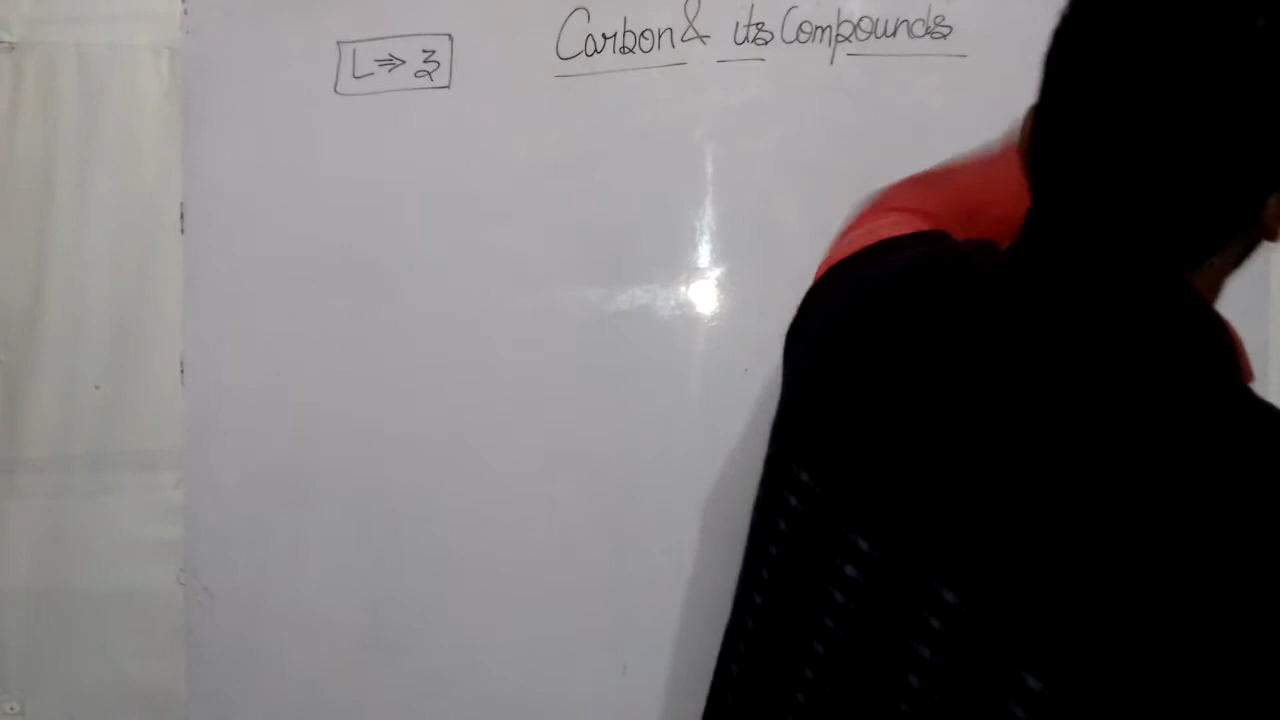 L ⇒ 3
Carbon & its Compounds